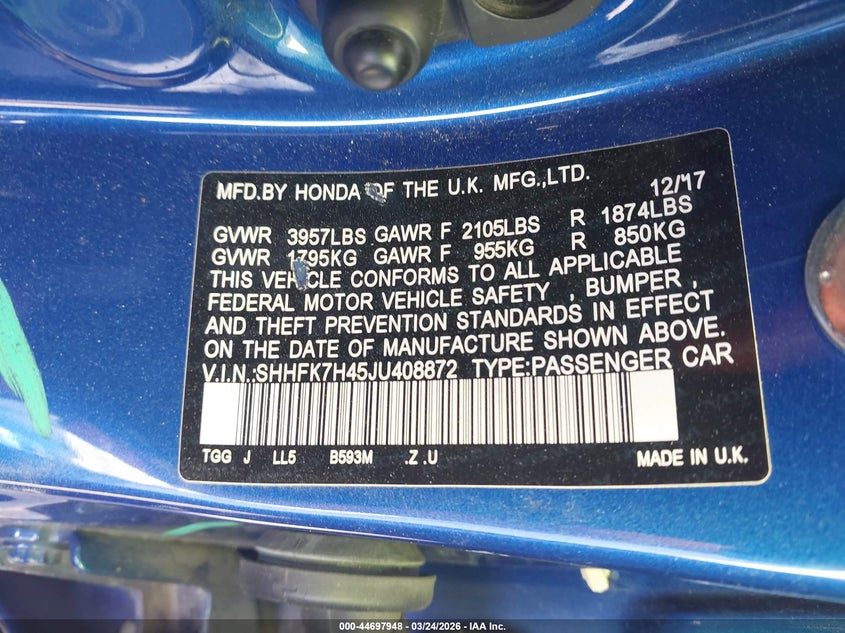 MFD.BY HONDA OF THE U.K. MFG.,LTD. 12/17
GVWR 3957LBS GAWR F 2105LBS R 1874LBS
GVWR 1795KG GAWR F 955KG R 850KG
THIS VEHICLE CONFORMS TO ALL APPLICABLE
FEDERAL MOTOR VEHICLE SAFETY , BUMPER ,
AND THEFT PREVENTION STANDARDS IN EFFECT
ON THE DATE OF MANUFACTURE SHOWN ABOVE.
V.I.N.:SHHFK7H45JU408872 TYPE:PASSENGER CAR
TGG J LL5 B593M .Z .U MADE IN U.K.
000-44697948 - 03/24/2026 - IAA Inc.